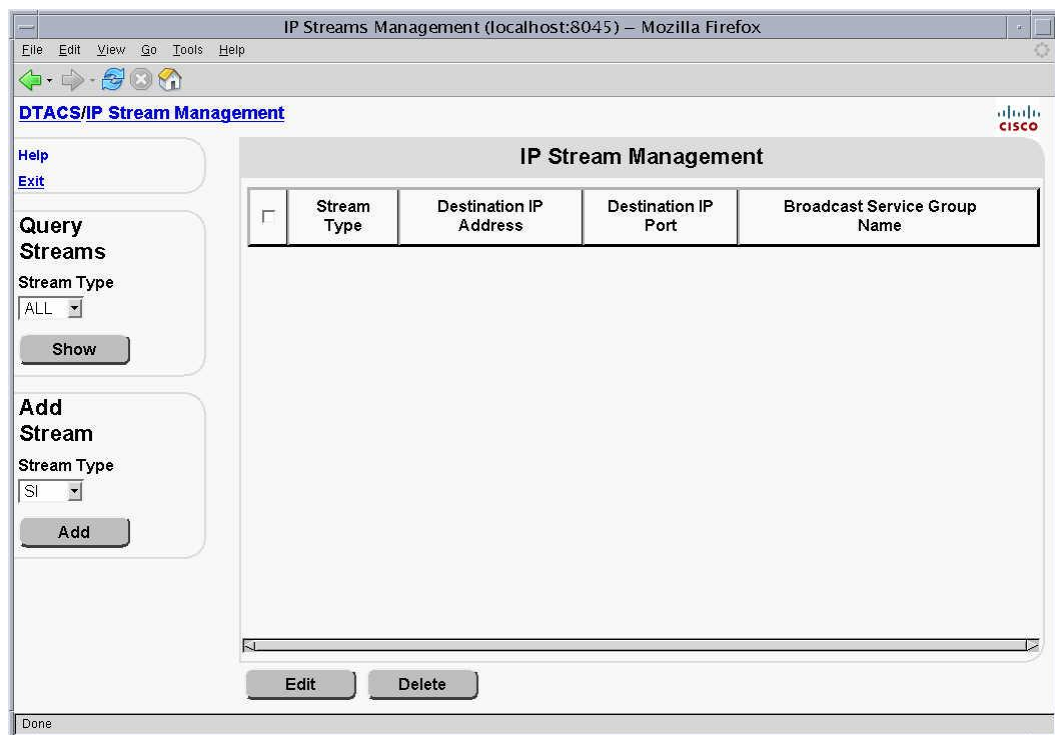 IP Streams Management (localhost:8045) – Mozilla Firefox
File Edit View Go Tools Help
DTACS/IP Stream Management
CISCO
Help
Exit
Query
Streams
Stream Type
ALL
Show
Add
Stream
Stream Type
SI
Add
IP Stream Management
Stream
Type
Destination IP
Address
Destination IP
Port
Broadcast Service Group
Name
Edit
Delete
Done